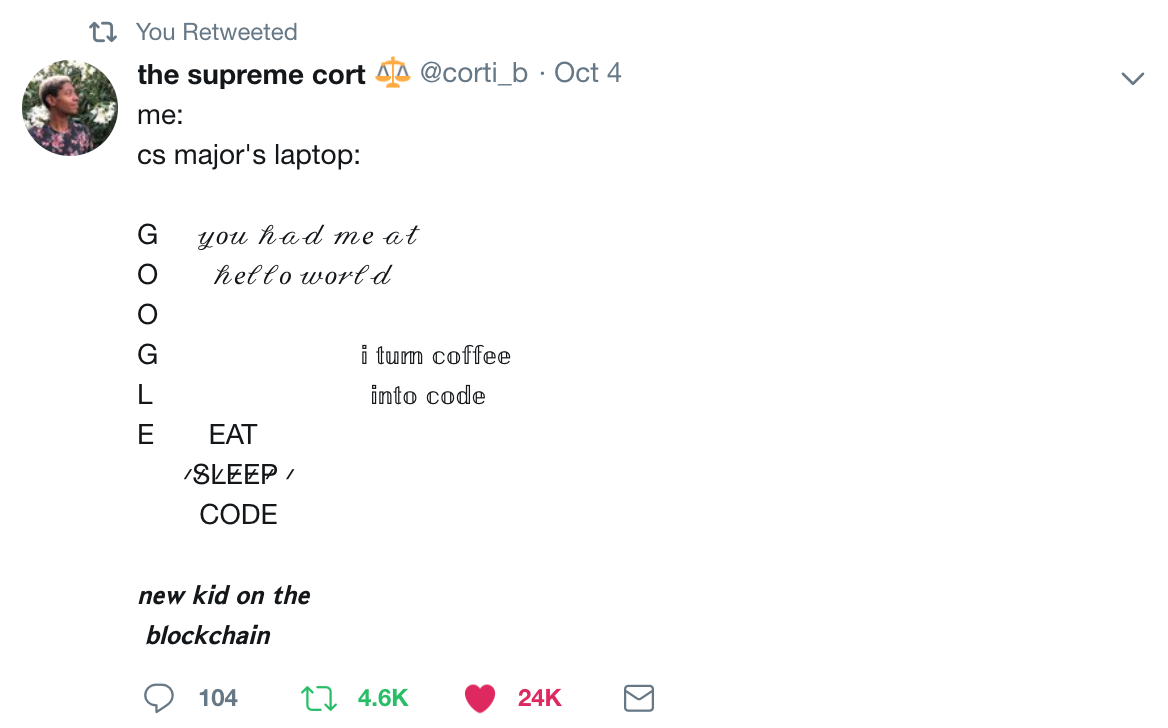 You Retweeted
the supreme cort ⚖️ @corti_b · Oct 4
me:
cs major's laptop:
G 𝓎𝑜𝓊 𝒽𝒶𝒹 𝓂𝑒 𝒶𝓉
O 𝒽𝑒𝓁𝓁𝑜 𝓌𝑜𝓇𝓁𝒹
O
G 𝕚 𝕥𝕦𝕣𝕟 𝕔𝕠𝕗𝕗𝕖𝕖
L 𝕚𝕟𝕥𝕠 𝕔𝕠𝕕𝕖
E EAT
̷S̷L̷E̷E̷P̷ ̷
CODE
𝙣𝙚𝙬 𝙠𝙞𝙙 𝙤𝙣 𝙩𝙝𝙚
𝙗𝙡𝙤𝙘𝙠𝙘𝙝𝙖𝙞𝙣
104 4.6K 24K